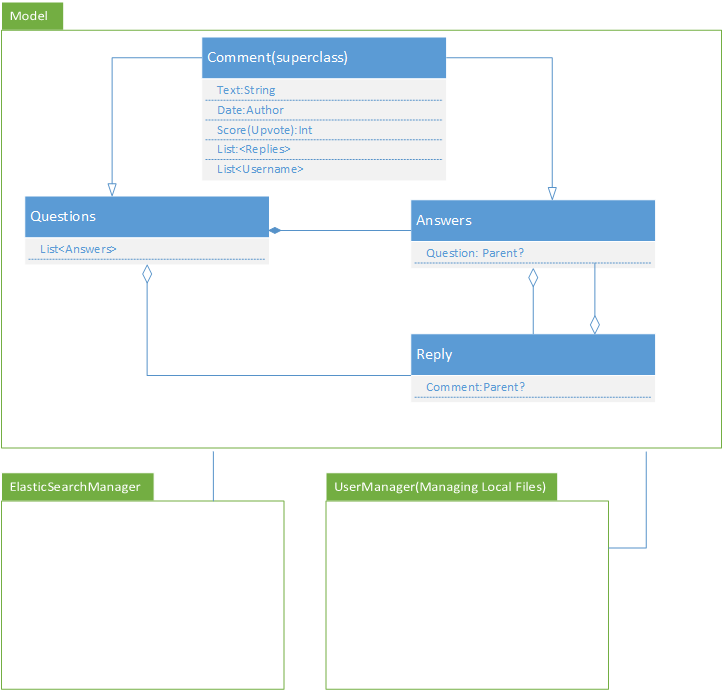 Model
Comment(superclass)
Text:String
Date:Author
Score(Upvote):Int
List:<Replies>
List<Username>
Questions
List<Answers>
Answers
Question: Parent?
Reply
Comment:Parent?
ElasticSearchManager
UserManager(Managing Local Files)